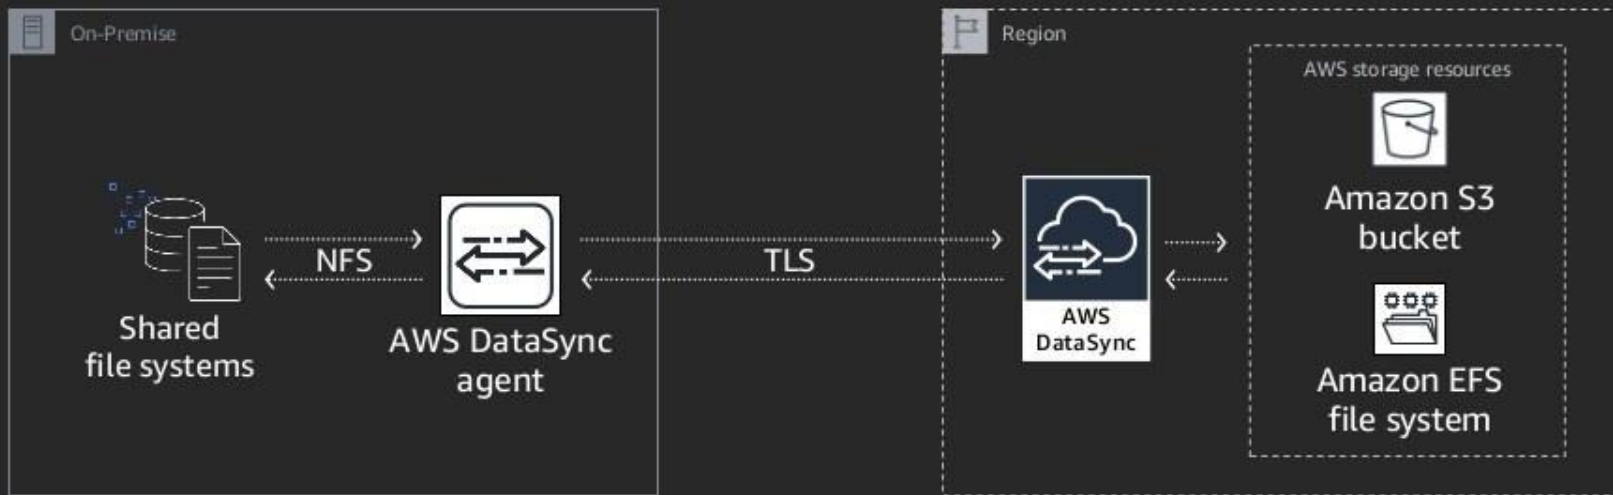 On-Premise
Shared
file systems
NFS
AWS DataSync
agent
TLS
Region
AWS
DataSync
AWS storage resources
Amazon S3
bucket
Amazon EFS
file system